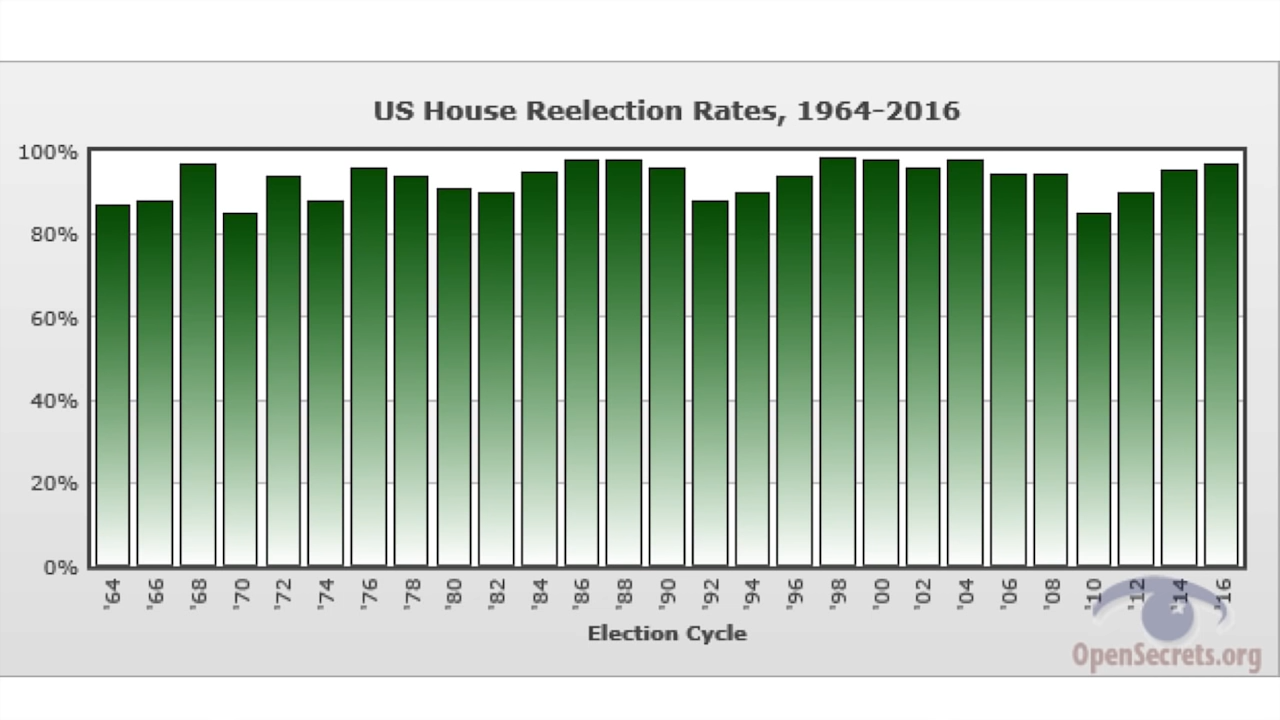 US House Reelection Rates, 1964-2016
100%
80%
60%
40%
20%
0%
'64 '66 '68 '70 '72 '74 '76 '78 '80 '82 '84 '86 '88 '90 '92 '94 '96 '98 '00 '02 '04 '06 '08 '10 '12 '14 '16
Election Cycle
OpenSecrets.org